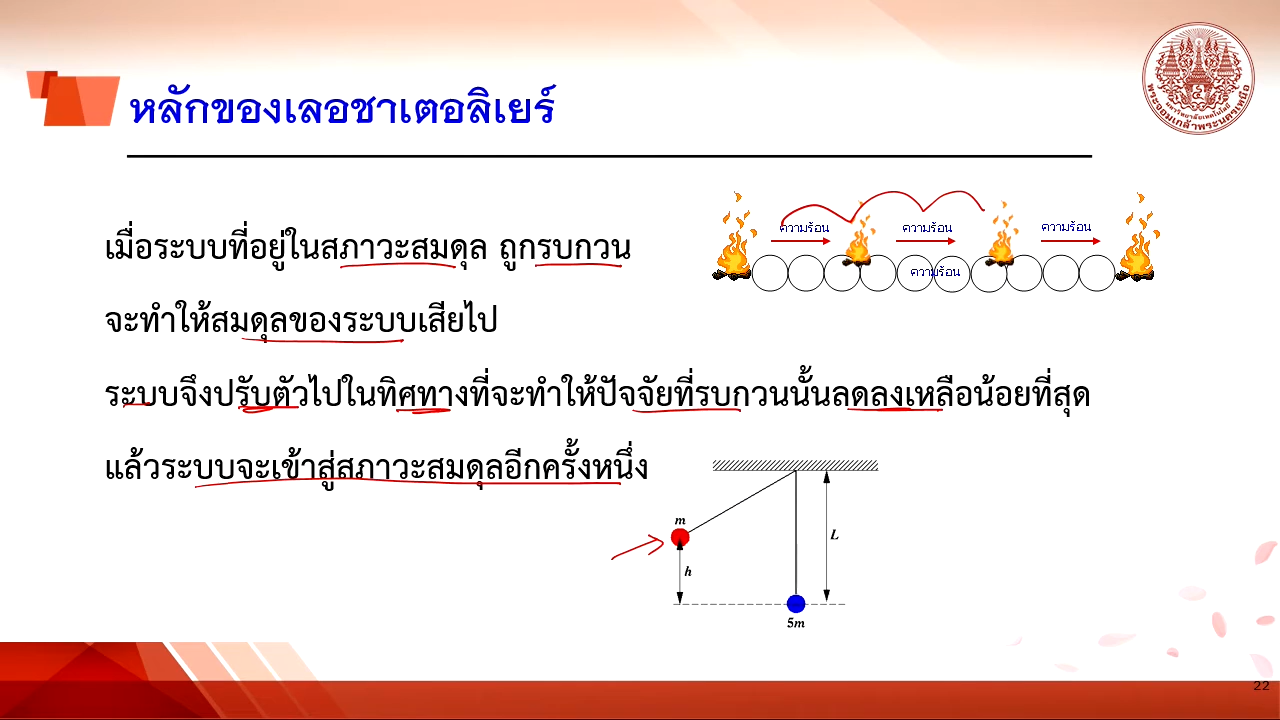 หลักของเลอชาเตอลิเยร์
เมื่อระบบที่อยู่ในสภาวะสมดุล ถูกรบกวน
จะทำให้สมดุลของระบบเสียไป
ระบบจึงปรับตัวไปในทิศทางที่จะทำให้ปัจจัยที่รบกวนนั้นลดลงเหลือน้อยที่สุด
แล้วระบบจะเข้าสู่สภาวะสมดุลอีกครั้งหนึ่ง
ความร้อน
ความร้อน
ความร้อน
ความร้อน
m
h
L
5m
22